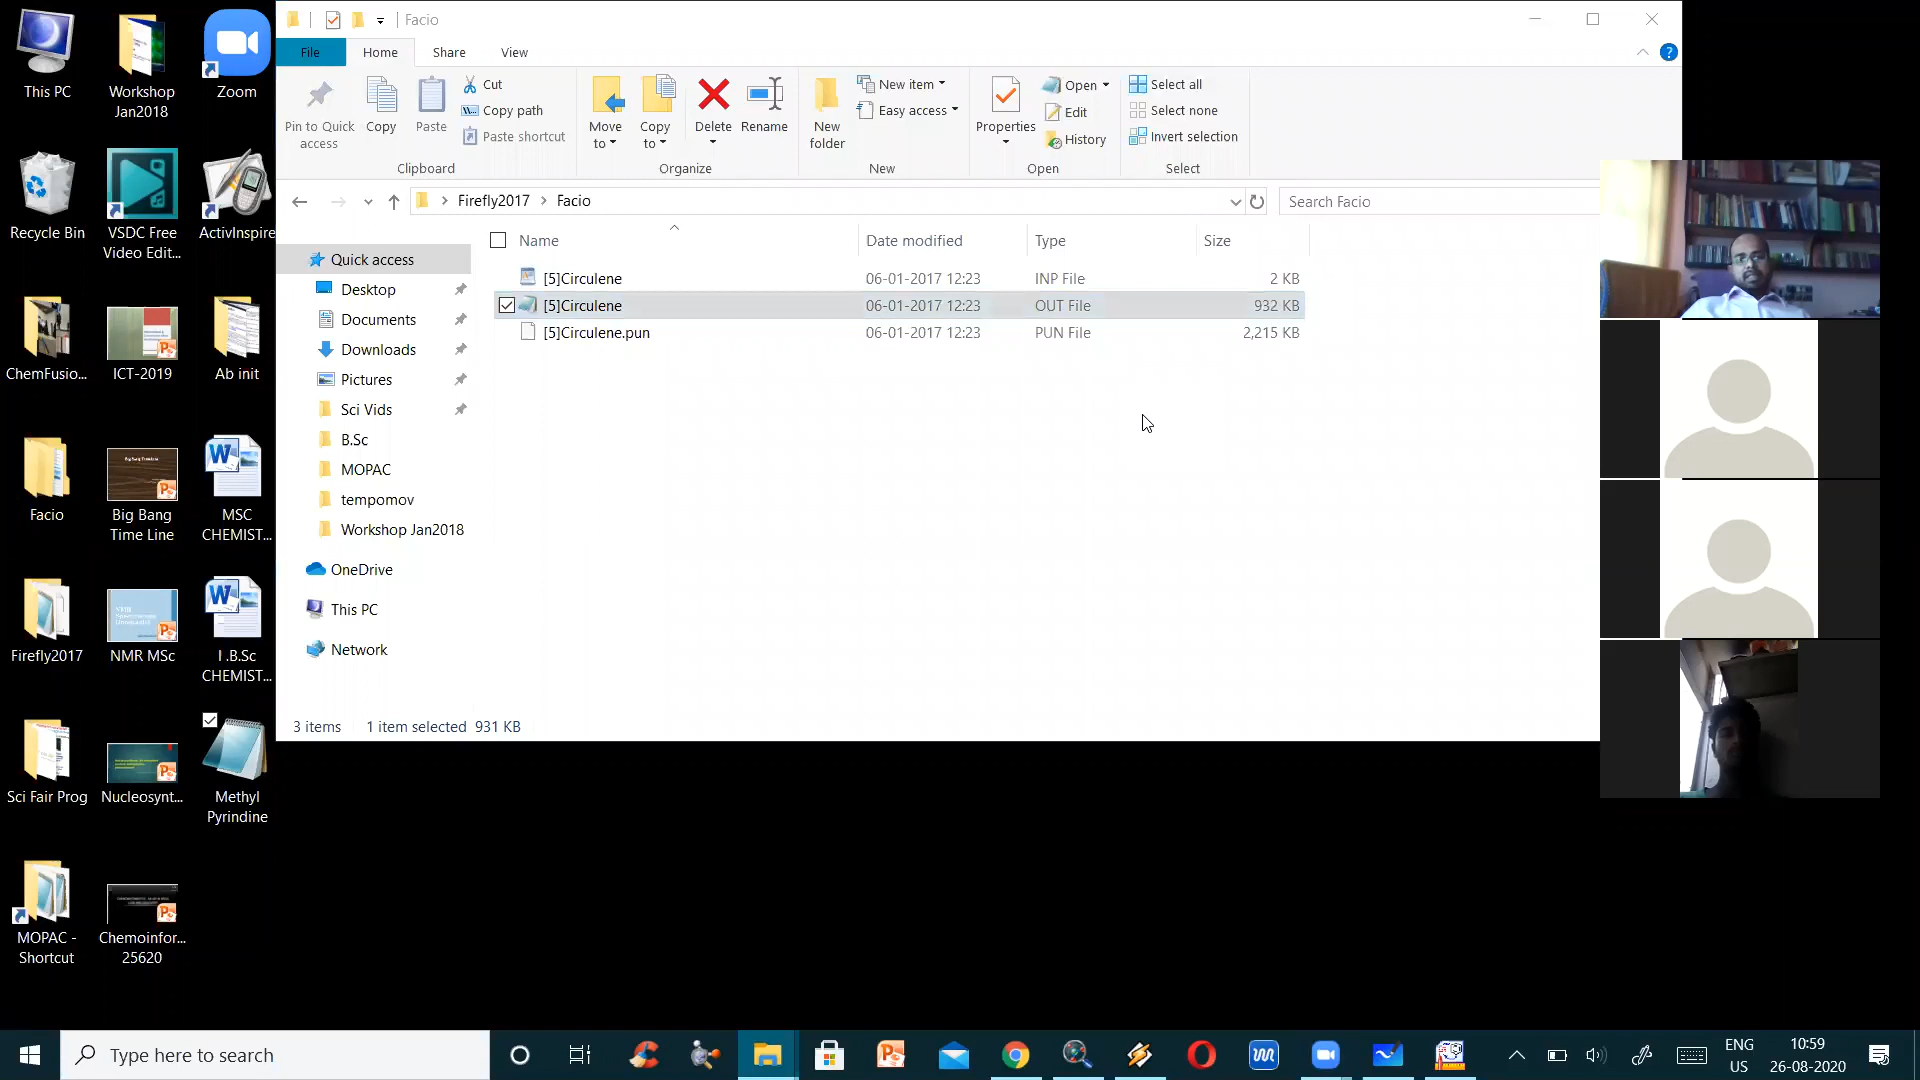 Facio
File
Home
Share
View
Pin to Quick
access
Copy
Paste
Cut
Copy path
Paste shortcut
Clipboard
Move
to
Copy
to
Delete
Rename
Organize
New
folder
New item
Easy access
New
Properties
Open
Edit
History
Open
Select all
Select none
Invert selection
Select
Firefly2017 > Facio
Search Facio
Name
Date modified
Type
Size
[5]Circulene 06-01-2017 12:23 INP File 2 KB
[5]Circulene 06-01-2017 12:23 OUT File 932 KB
[5]Circulene.pun 06-01-2017 12:23 PUN File 2,215 KB
Quick access
Desktop
Documents
Downloads
Pictures
Sci Vids
B.Sc
MOPAC
tempomov
Workshop Jan2018
OneDrive
This PC
Network
3 items 1 item selected 931 KB
This PC
Workshop
Jan2018
Zoom
Recycle Bin
VSDC Free
Video Edit...
ActivInspire
ChemFusio...
ICT-2019
Ab init
Facio
Big Bang
Time Line
MSC
CHEMIST...
Firefly2017
NMR MSc
I .B.Sc
CHEMIST...
Sci Fair Prog
Nucleosynt...
Methyl
Pyrindine
MOPAC -
Shortcut
Chemoinfor...
25620
Type here to search
ENG
US
10:59
26-08-2020